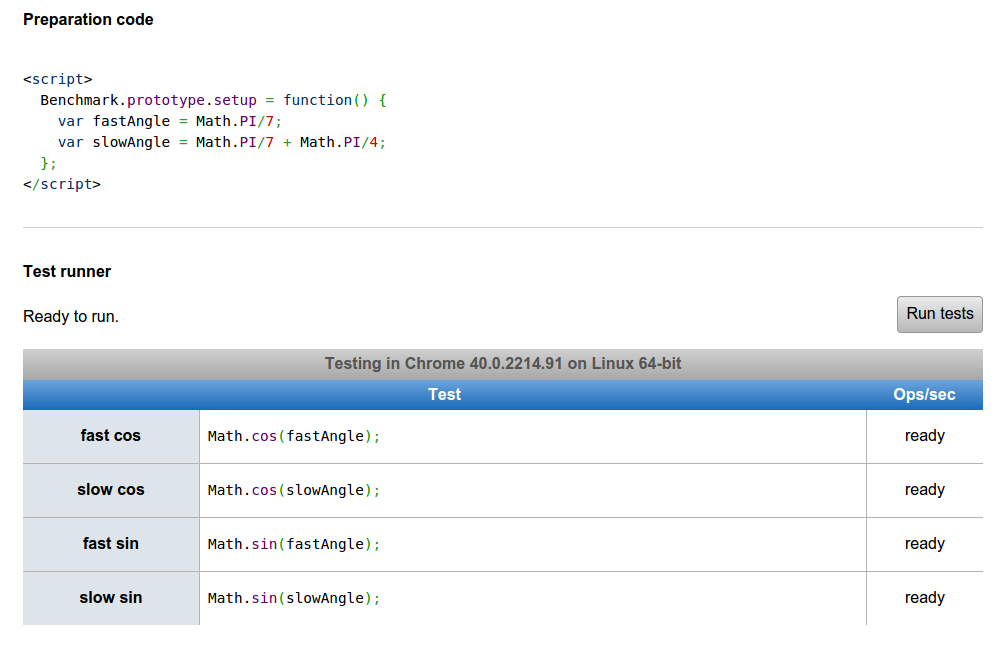 Preparation code
<script>
  Benchmark.prototype.setup = function() {
    var fastAngle = Math.PI/7;
    var slowAngle = Math.PI/7 + Math.PI/4;
  };
</script>
Test runner
Ready to run.
Run tests
Testing in Chrome 40.0.2214.91 on Linux 64-bit
Test Ops/sec
fast cos Math.cos(fastAngle); ready
slow cos Math.cos(slowAngle); ready
fast sin Math.sin(fastAngle); ready
slow sin Math.sin(slowAngle); ready